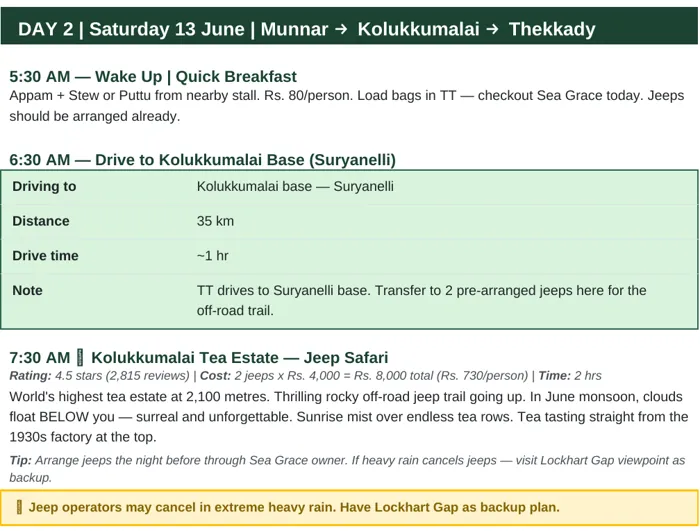 DAY 2 | Saturday 13 June | Munnar → Kolukkumalai → Thekkady
5:30 AM — Wake Up | Quick Breakfast
Appam + Stew or Puttu from nearby stall. Rs. 80/person. Load bags in TT — checkout Sea Grace today. Jeeps
should be arranged already.
6:30 AM — Drive to Kolukkumalai Base (Suryanelli)
Driving to Kolukkumalai base — Suryanelli
Distance 35 km
Drive time ~1 hr
Note TT drives to Suryanelli base. Transfer to 2 pre-arranged jeeps here for the
off-road trail.
7:30 AM ▯ Kolukkumalai Tea Estate — Jeep Safari
Rating: 4.5 stars (2,815 reviews) | Cost: 2 jeeps x Rs. 4,000 = Rs. 8,000 total (Rs. 730/person) | Time: 2 hrs
World's highest tea estate at 2,100 metres. Thrilling rocky off-road jeep trail going up. In June monsoon, clouds
float BELOW you — surreal and unforgettable. Sunrise mist over endless tea rows. Tea tasting straight from the
1930s factory at the top.
Tip: Arrange jeeps the night before through Sea Grace owner. If heavy rain cancels jeeps — visit Lockhart Gap viewpoint as
backup.
▯ Jeep operators may cancel in extreme heavy rain. Have Lockhart Gap as backup plan.